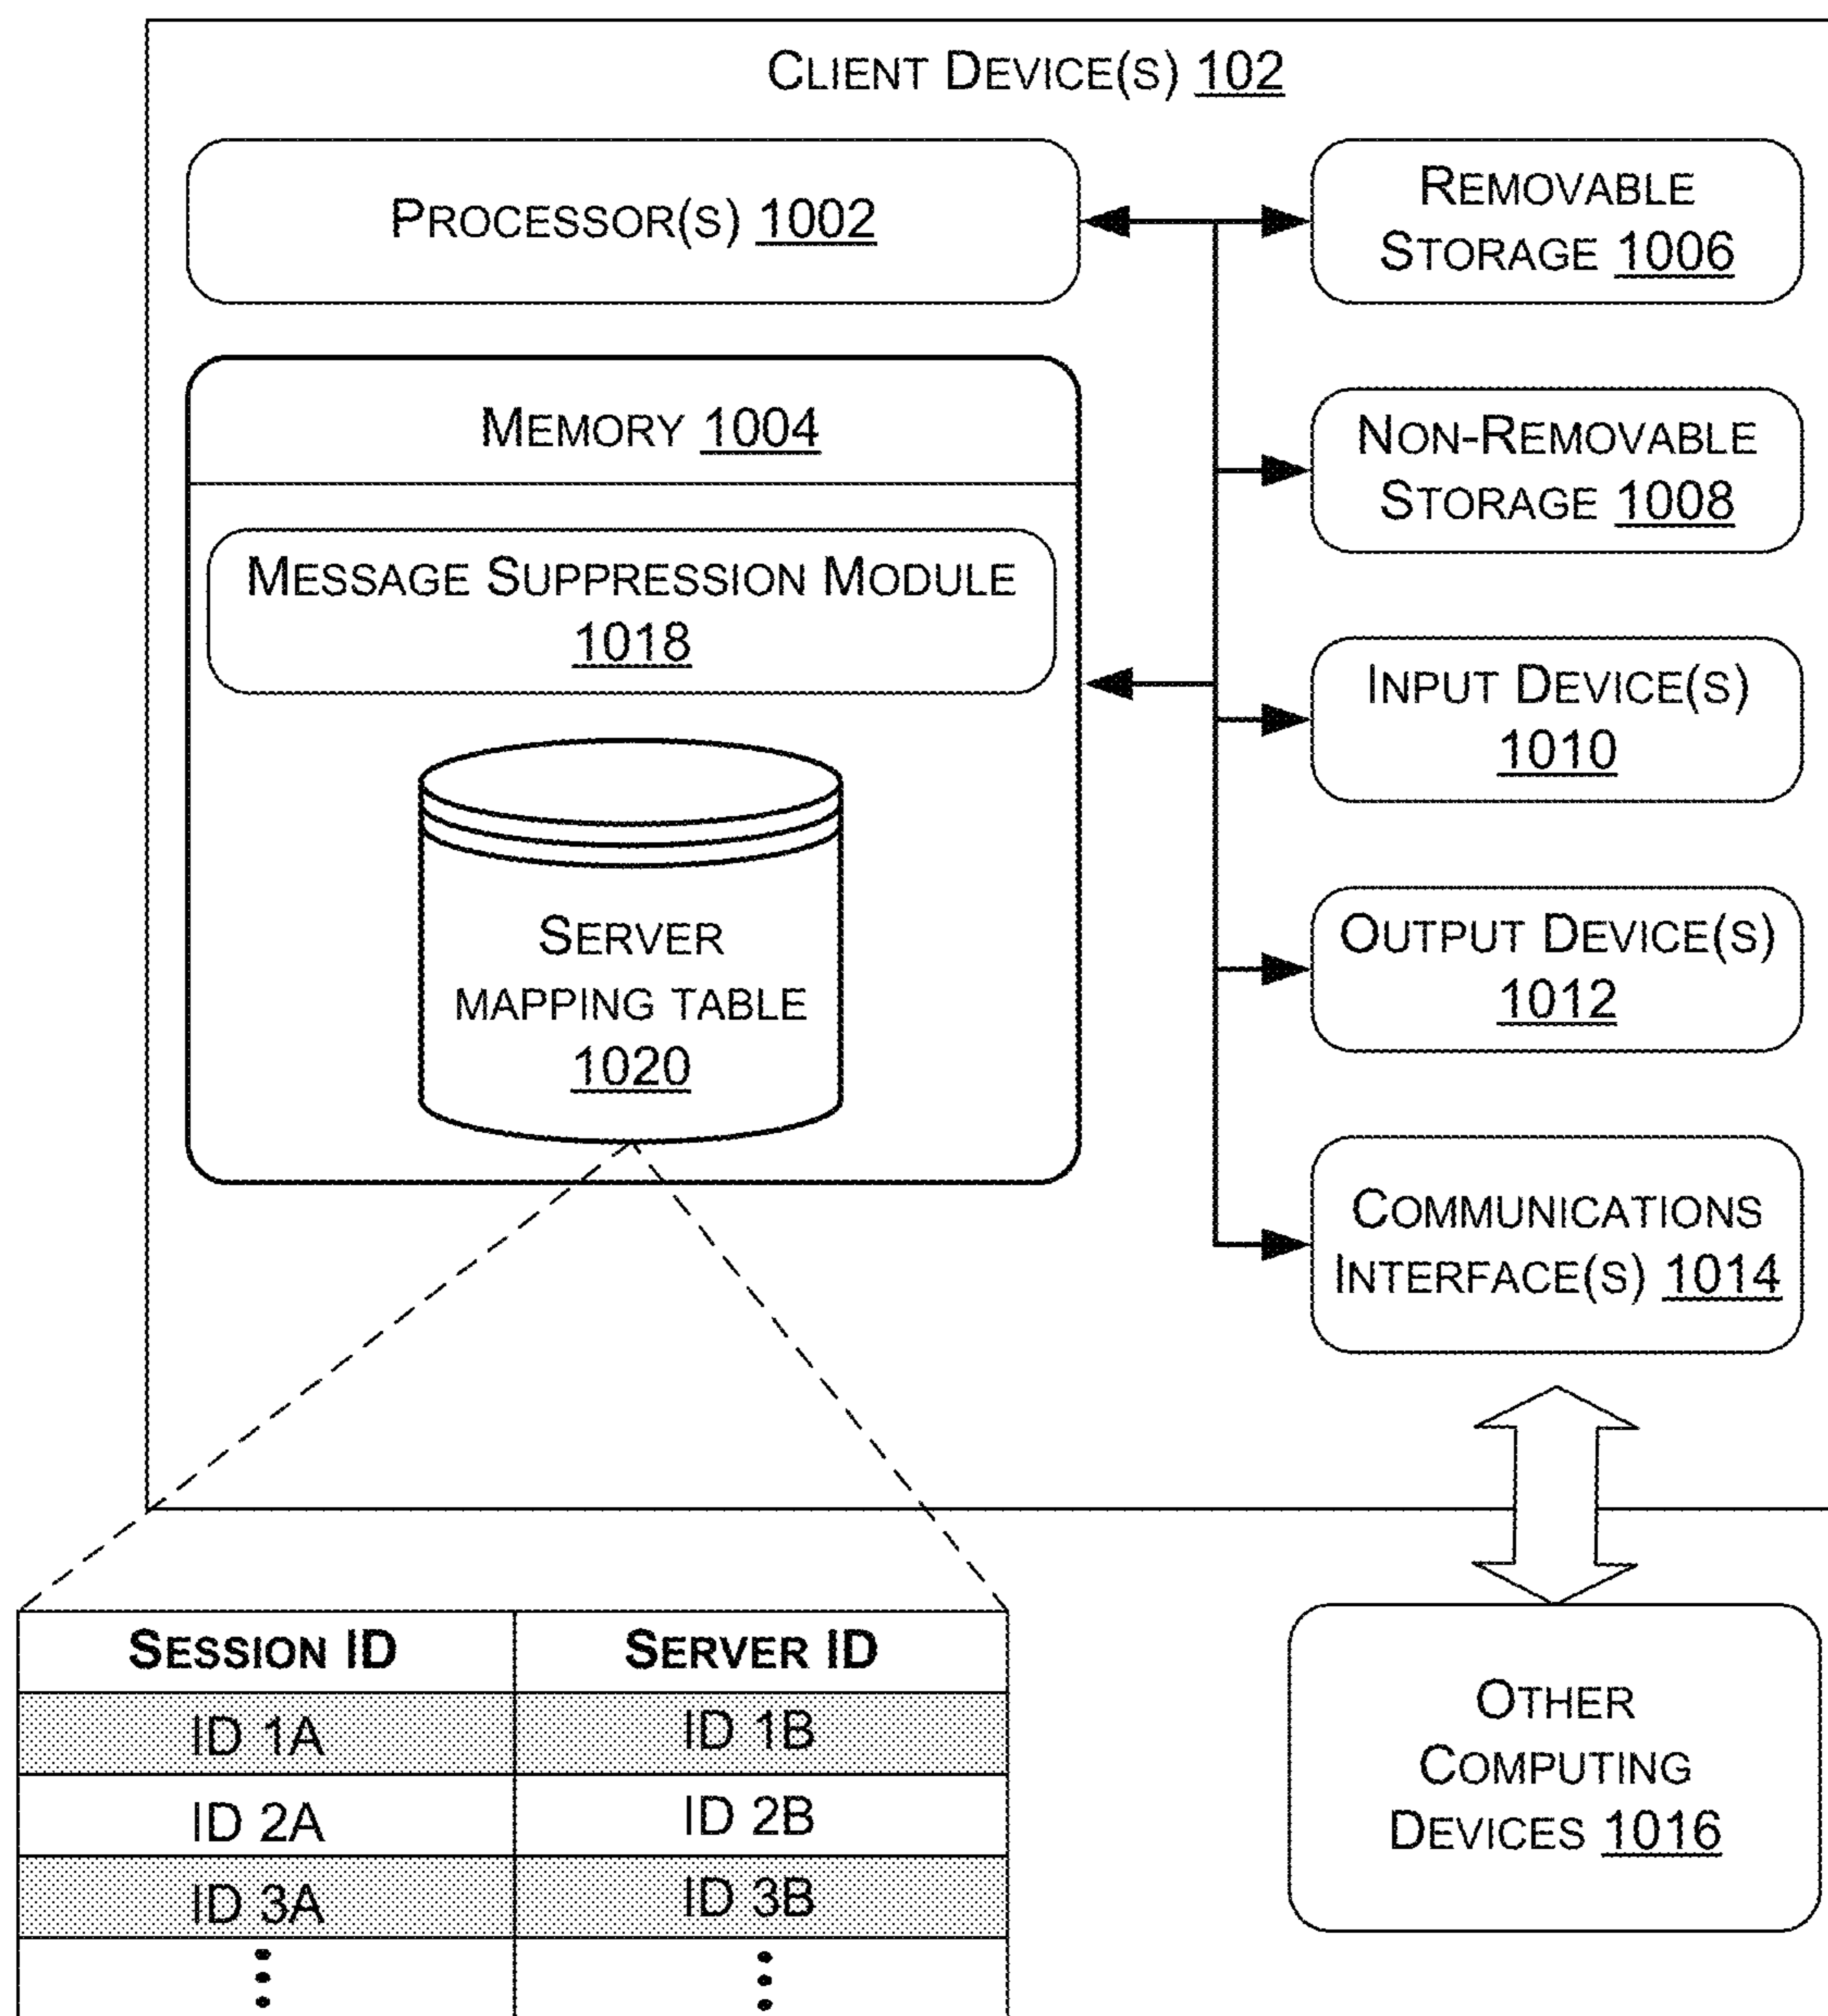 CLIENT DEVICE(S) 102
PROCESSOR(S) 1002
REMOVABLE
STORAGE 1006
MEMORY 1004
NON-REMOVABLE
STORAGE 1008
MESSAGE SUPPRESSION MODULE
1018
INPUT DEVICE(S)
1010
SERVER
MAPPING TABLE
1020
OUTPUT DEVICE(S)
1012
COMMUNICATIONS
INTERFACE(S) 1014
SESSION ID SERVER ID
ID 1A ID 1B
ID 2A ID 2B
ID 3A ID 3B
OTHER
COMPUTING
DEVICES 1016